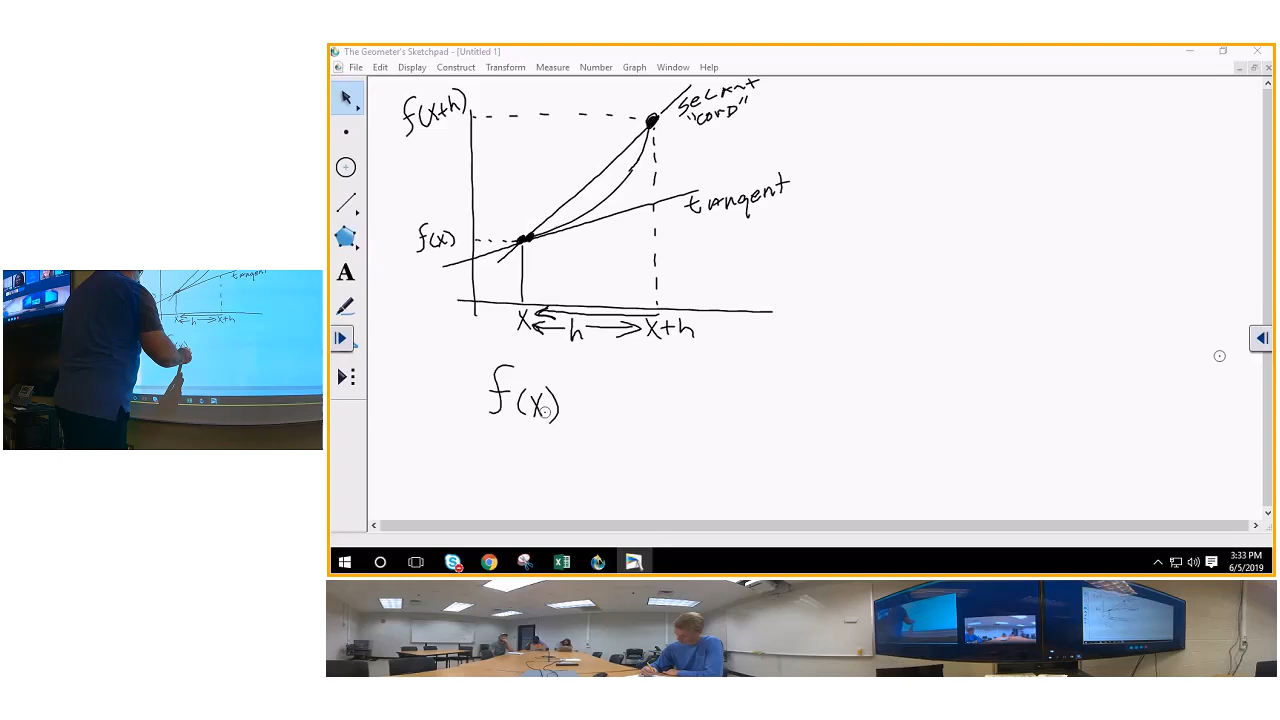 The Geometer's Sketchpad - [Untitled 1]
File Edit Display Construct Transform Measure Number Graph Window Help
f(x+h)
secant
"CORD"
tangent
f(x)
x h x+h
f(x)
A
3:33 PM
6/5/2019